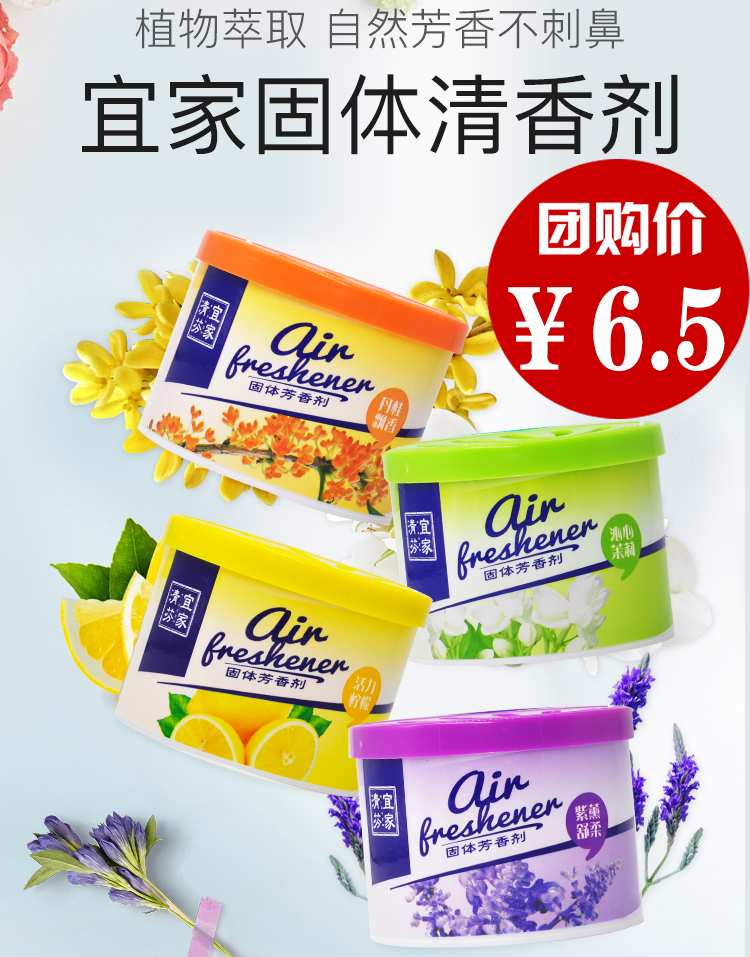 植物萃取 自然芳香不刺鼻
宜家固体清香剂
团购价
¥6.5
宜家
清芬
air
freshener
固体芳香剂
丹桂
飘香
宜家
清芬
air
freshener
固体芳香剂
沁心
茉莉
宜家
清芬
air
freshener
固体芳香剂
活力
柠檬
宜家
清芬
air
freshener
固体芳香剂
紫薰
舒柔